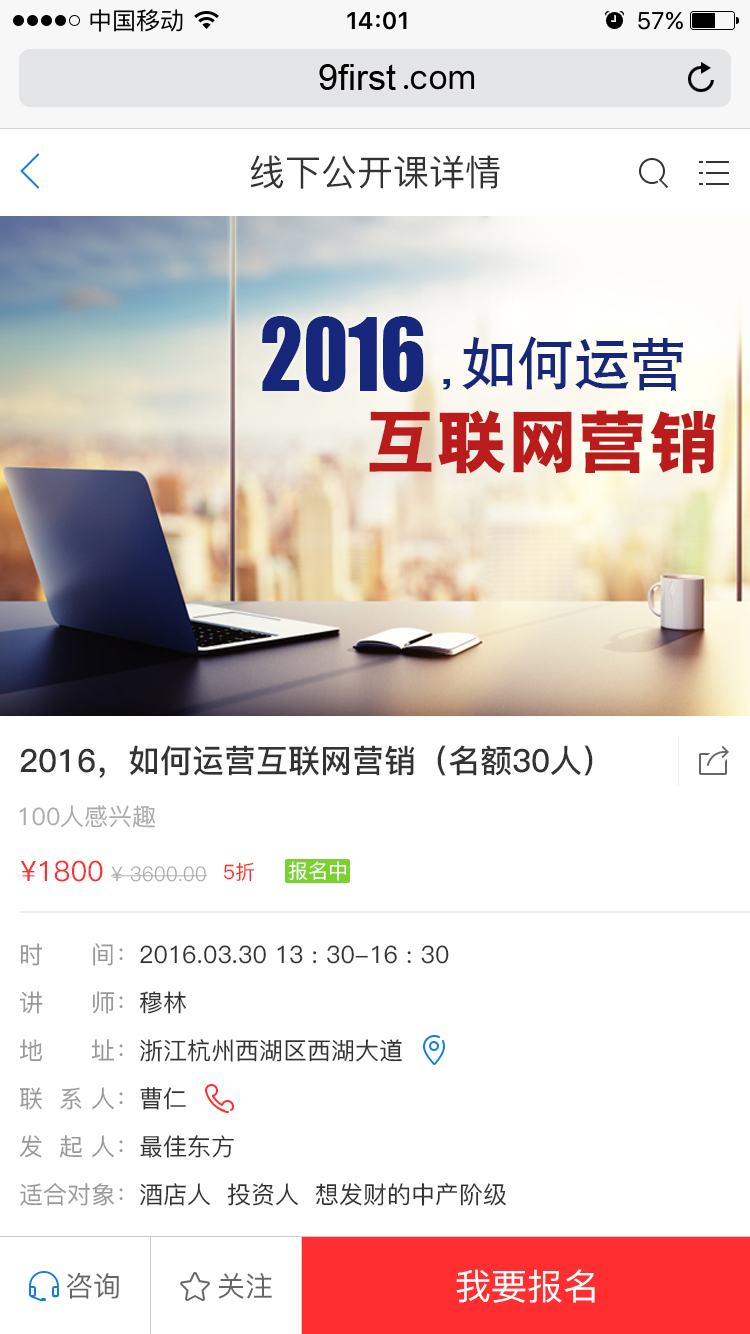 中国移动 14:01 57%
9first.com
线下公开课详情
2016,如何运营
互联网营销
2016，如何运营互联网营销（名额30人）
100人感兴趣
¥1800 ¥ 3600.00 5折 报名中
时 间：2016.03.30 13：30-16：30
讲 师：穆林
地 址：浙江杭州西湖区西湖大道
联 系 人：曹仁
发 起 人：最佳东方
适合对象：酒店人 投资人 想发财的中产阶级
咨询 关注 我要报名